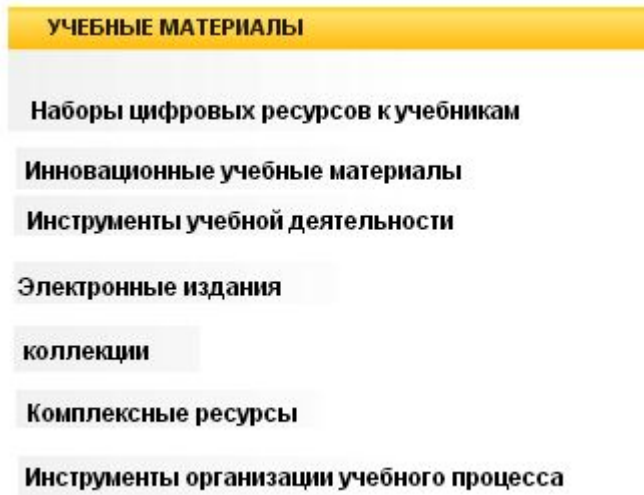 УЧЕБНЫЕ МАТЕРИАЛЫ
Наборы цифровых ресурсов к учебникам
Инновационные учебные материалы
Инструменты учебной деятельности
Электронные издания
коллекции
Комплексные ресурсы
Инструменты организации учебного процесса